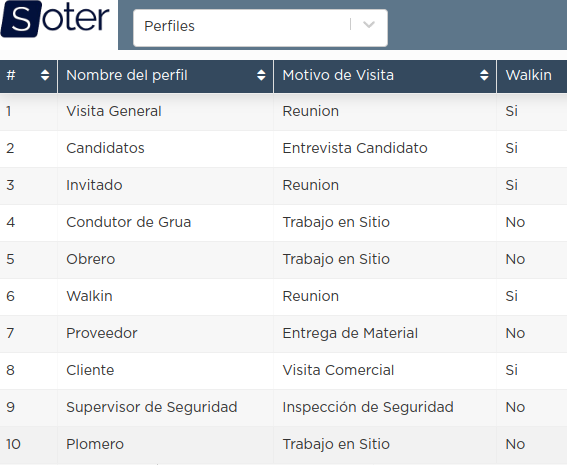 Soter
Perfiles
# Nombre del perfil Motivo de Visita Walkin
1 Visita General Reunion Si
2 Candidatos Entrevista Candidato Si
3 Invitado Reunion Si
4 Condutor de Grua Trabajo en Sitio No
5 Obrero Trabajo en Sitio No
6 Walkin Reunion Si
7 Proveedor Entrega de Material No
8 Cliente Visita Comercial Si
9 Supervisor de Seguridad Inspección de Seguridad No
10 Plomero Trabajo en Sitio No